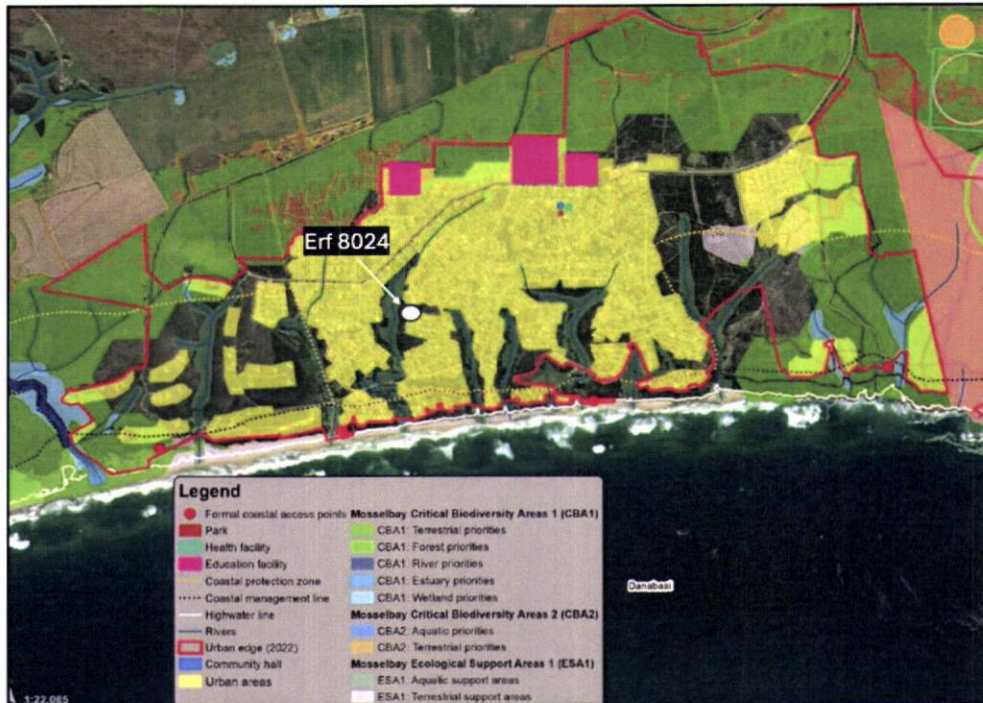 Erf 8024
Legend
Formal coastal access points
Park
Health facility
Education facility
Coastal protection zone
Coastal management line
Highwater line
Rivers
Urban edge (2022)
Community hall
Urban areas
Mosselbay Critical Biodiversity Areas 1 (CBA1)
CBA1: Terrestrial priorities
CBA1: Forest priorities
CBA1: River priorities
CBA1: Estuary priorities
CBA1: Wetland priorities
Mosselbay Critical Biodiversity Areas 2 (CBA2)
CBA2: Aquatic priorities
CBA2: Terrestrial priorities
Mosselbay Ecological Support Areas 1 (ESA1)
ESA1: Aquatic support areas
ESA1: Terrestrial support areas
Danabaai
1:22,085